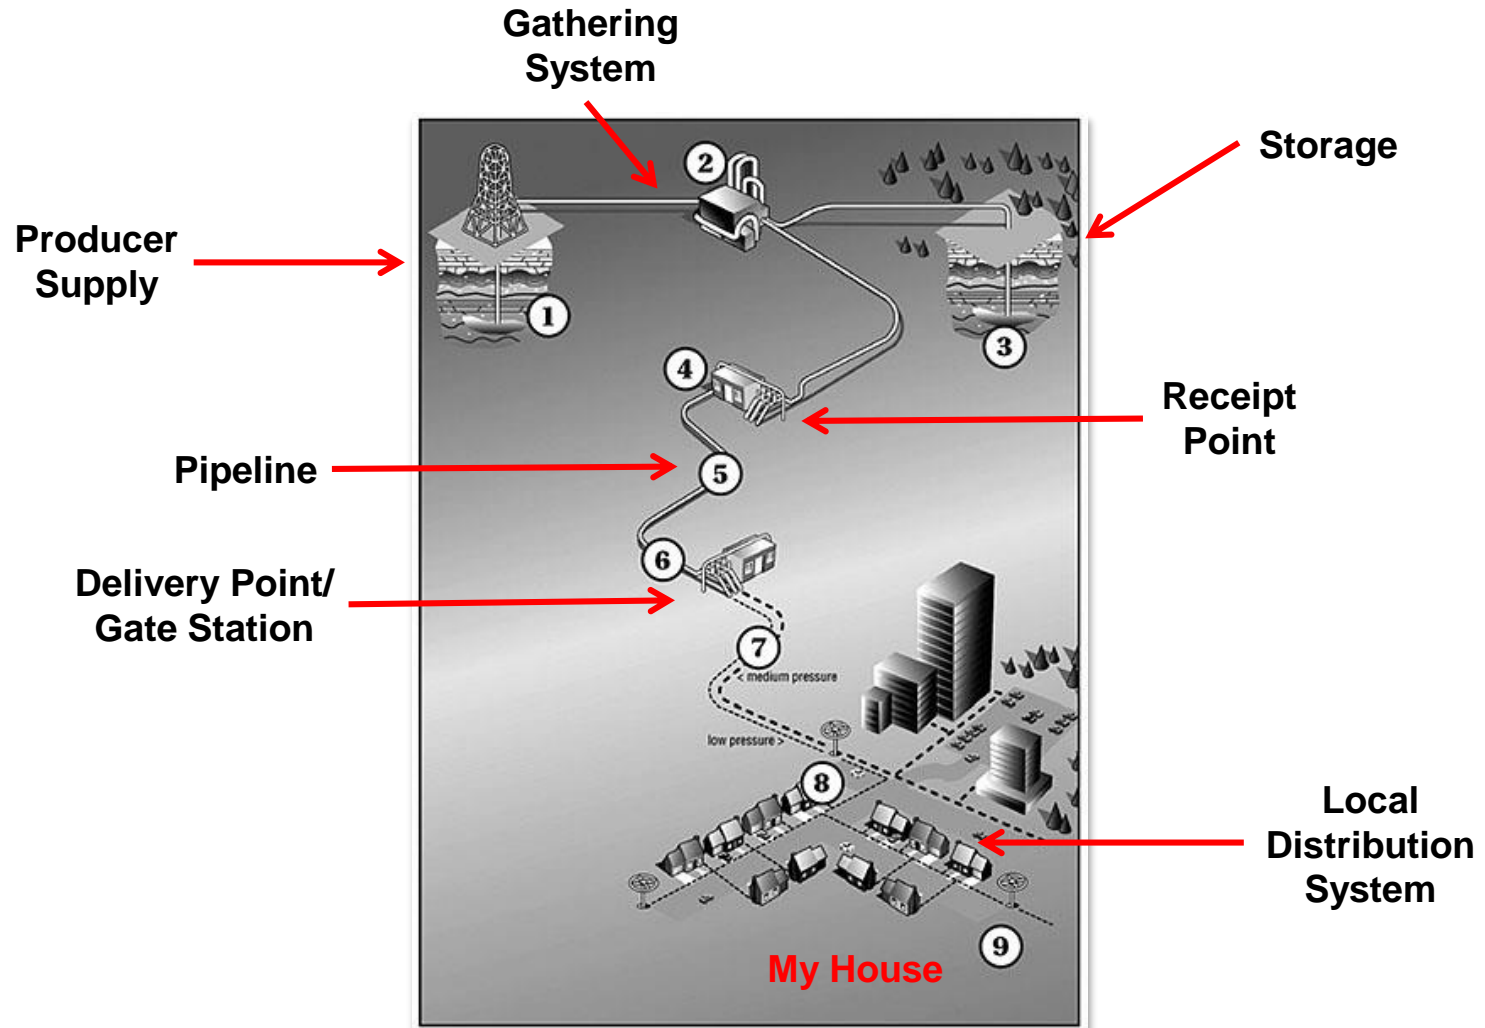 Gathering
System
Storage
Producer
Supply
Receipt
Point
Pipeline
Delivery Point/
Gate Station
Local
Distribution
System
My House
1
2
3
4
5
6
7
< medium pressure
low pressure >
8
9